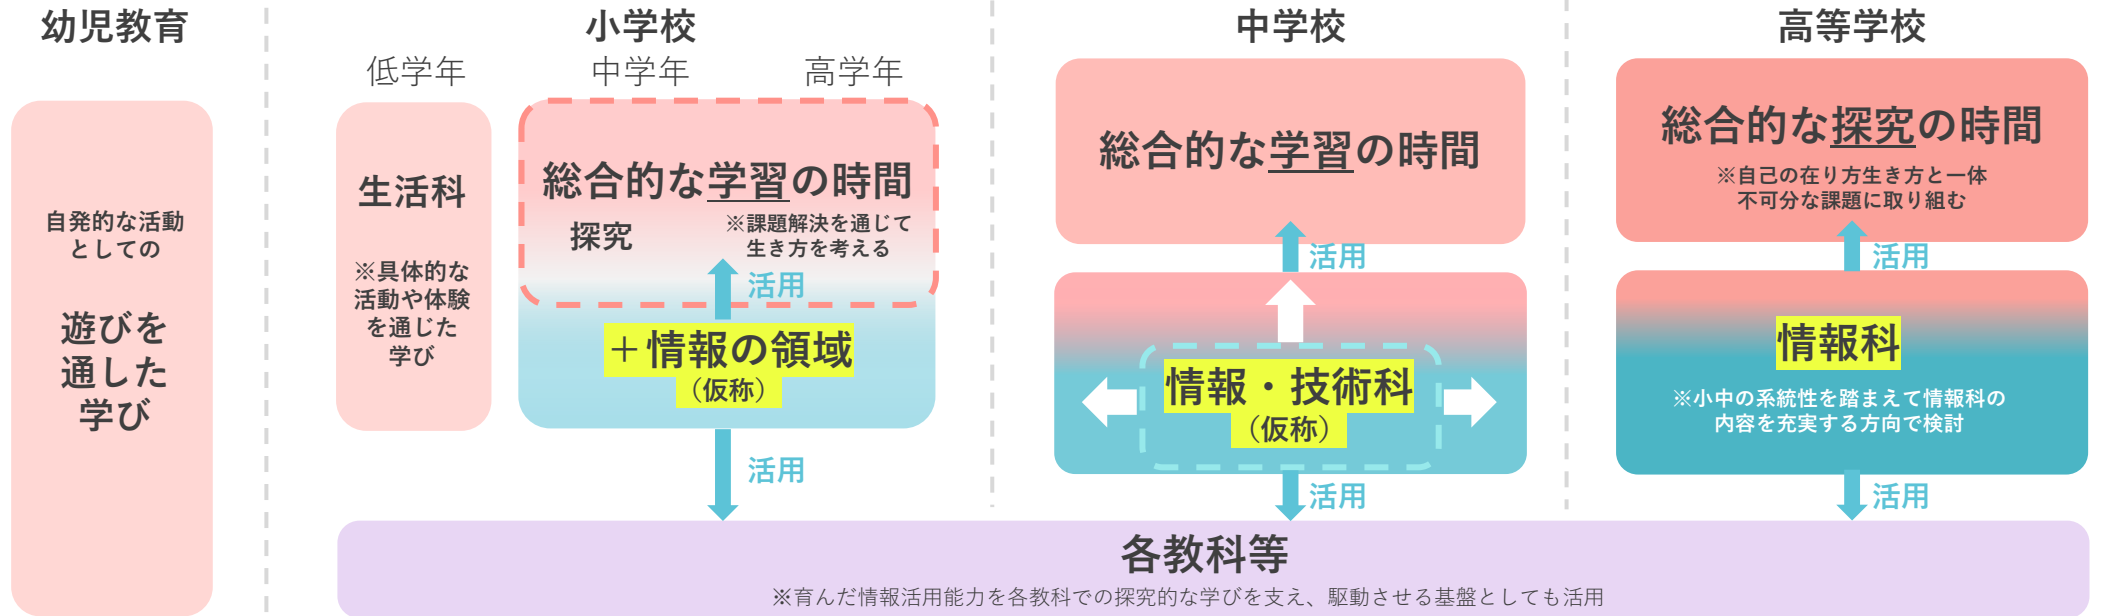 幼児教育
自発的な活動
としての
遊びを
通した
学び
小学校
低学年
中学年
高学年
生活科
※具体的な
活動や体験
を通じた
学び
総合的な学習の時間
探究
※課題解決を通じて
生き方を考える
活用
＋情報の領域
（仮称）
活用
中学校
総合的な学習の時間
活用
情報・技術科
（仮称）
活用
高等学校
総合的な探究の時間
※自己の在り方生き方と一体
不可分な課題に取り組む
活用
情報科
※小中の系統性を踏まえて情報科の
内容を充実する方向で検討
活用
各教科等
※育んだ情報活用能力を各教科での探究的な学びを支え、駆動させる基盤としても活用